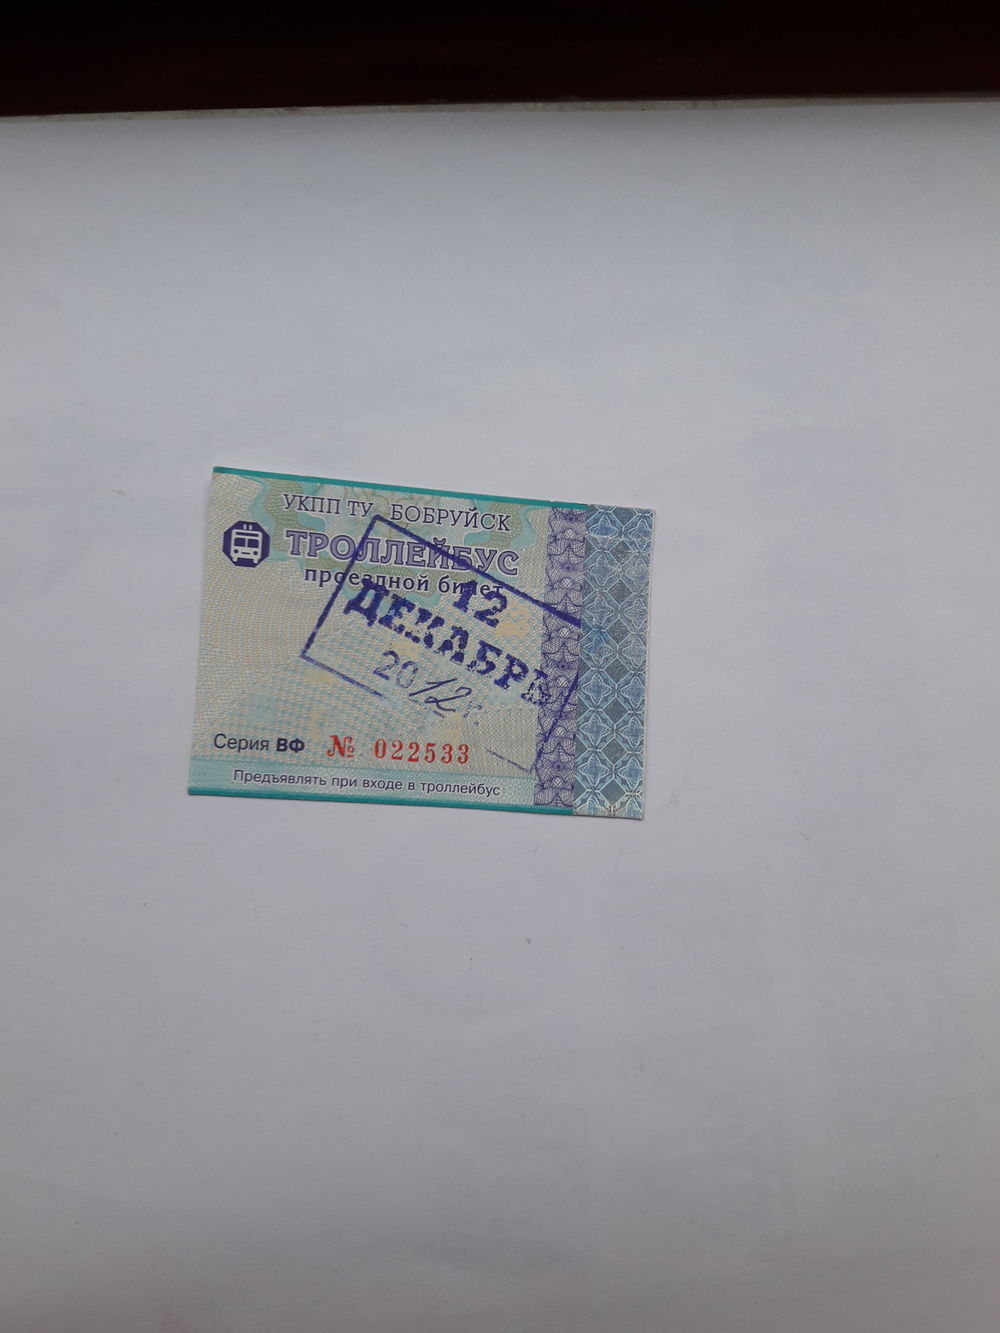 УКПП ТУ БОБРУЙСК
ТРОЛЛЕЙБУС
проездной билет
12
ДЕКАБРЬ
2012 г.
Серия ВФ № 022533
Предъявлять при входе в троллейбус